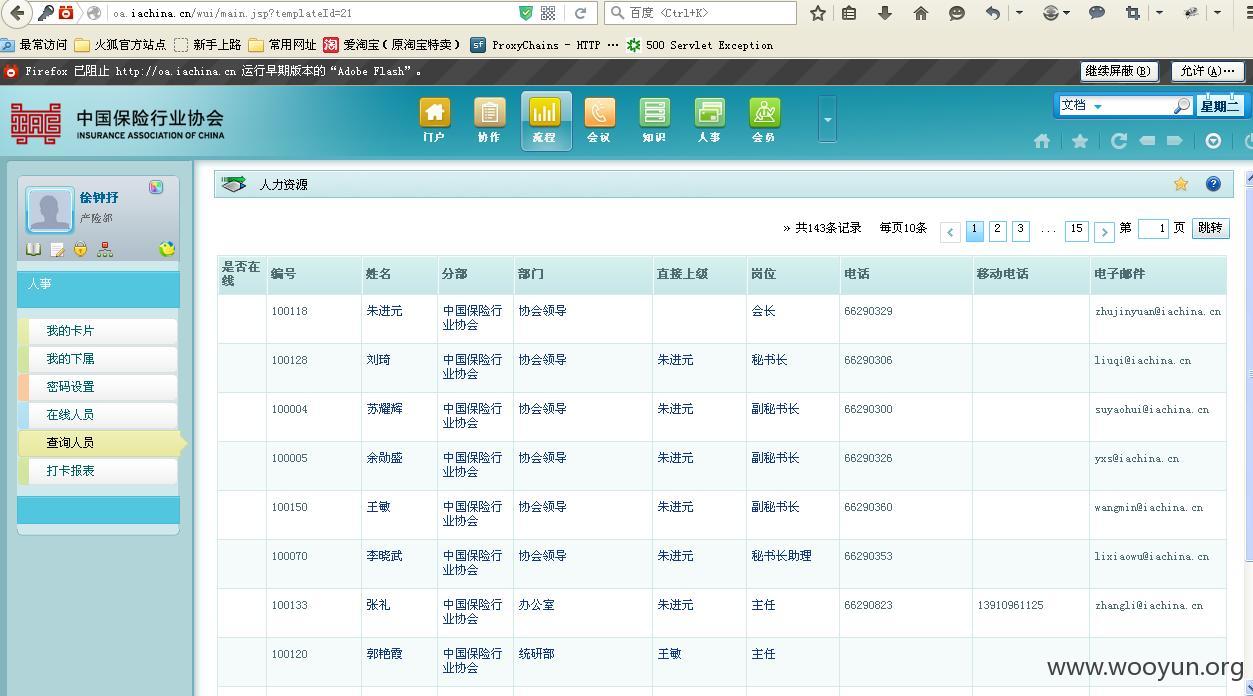 oa.iachina.cn/wui/main.jsp?templateId=21
百度 <Ctrl+K>
最常访问 火狐官方站点 新手上路 常用网址 淘 爱淘宝（原淘宝特卖） sf ProxyChains - HTTP ··· 500 Servlet Exception
Firefox 已阻止 http://oa.iachina.cn 运行早期版本的“Adobe Flash”。 继续屏蔽(B) 允许(A)···
中国保险行业协会
INSURANCE ASSOCIATION OF CHINA
门户 协作 流程 会议 知识 人事 会员
文档 星期二
徐钟抒
产险部
人事
我的卡片
我的下属
密码设置
在线人员
查询人员
打卡报表
人力资源
» 共143条记录 每页10条 < 1 2 3 ... 15 > 第 1 页 跳转
是否在线 编号 姓名 分部 部门 直接上级 岗位 电话 移动电话 电子邮件
100118 朱进元 中国保险行业协会 协会领导 会长 66290329 zhujinyuan@iachina.cn
100128 刘琦 中国保险行业协会 协会领导 朱进元 秘书长 66290306 liuqi@iachina.cn
100004 苏耀辉 中国保险行业协会 协会领导 朱进元 副秘书长 66290300 suyaohui@iachina.cn
100005 余勋盛 中国保险行业协会 协会领导 朱进元 副秘书长 66290326 yxs@iachina.cn
100150 王敏 中国保险行业协会 协会领导 朱进元 副秘书长 66290360 wangmin@iachina.cn
100070 李晓武 中国保险行业协会 协会领导 朱进元 秘书长助理 66290353 lixiaowu@iachina.cn
100133 张礼 中国保险行业协会 办公室 朱进元 主任 66290823 13910961125 zhangli@iachina.cn
100120 郭艳霞 中国保险行业协会 统研部 王敏 主任
www.wooyun.org